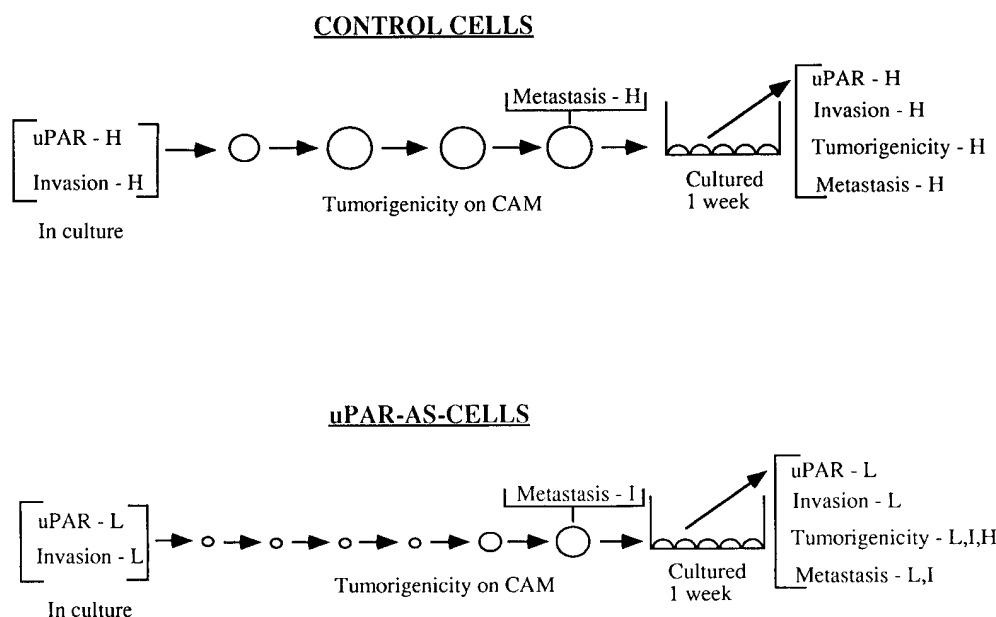 CONTROL CELLS
uPAR - H
Invasion - H
In culture
Tumorigenicity on CAM
Metastasis - H
Cultured
1 week
uPAR - H
Invasion - H
Tumorigenicity - H
Metastasis - H
uPAR-AS-CELLS
uPAR - L
Invasion - L
In culture
Tumorigenicity on CAM
Metastasis - I
Cultured
1 week
uPAR - L
Invasion - L
Tumorigenicity - L,I,H
Metastasis - L,I